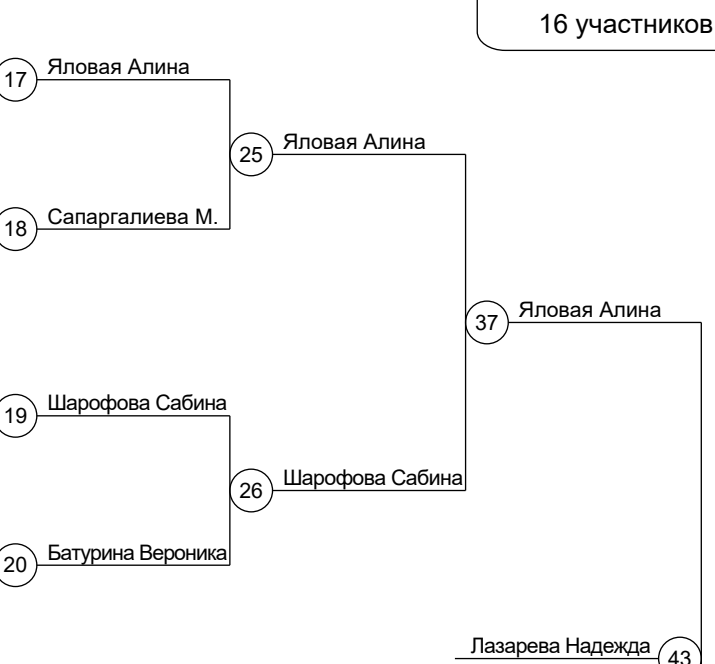 16 участников
17 Яловая Алина
25 Яловая Алина
18 Сапаргалиева М.
37 Яловая Алина
19 Шарофова Сабина
26 Шарофова Сабина
20 Батурина Вероника
Лазарева Надежда 43